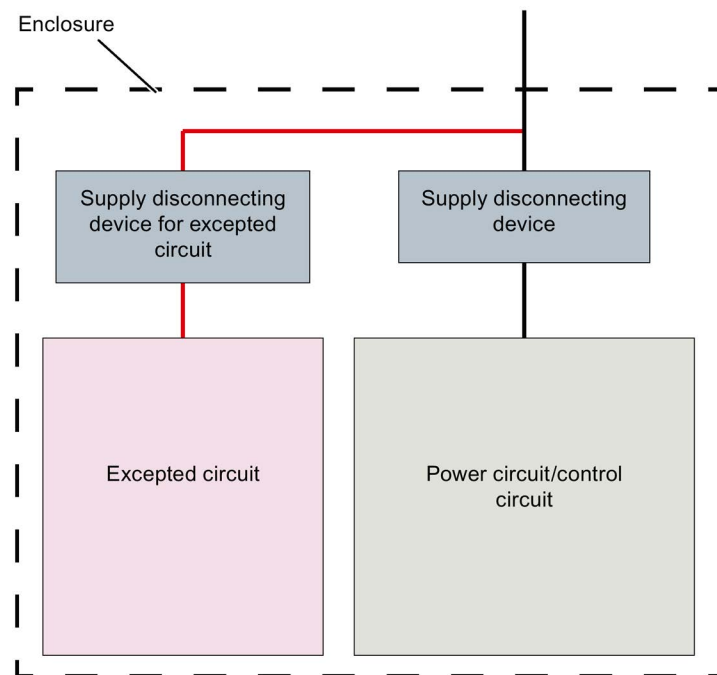 Enclosure
Supply disconnecting
device for excepted
circuit
Supply disconnecting
device
Excepted circuit
Power circuit/control
circuit